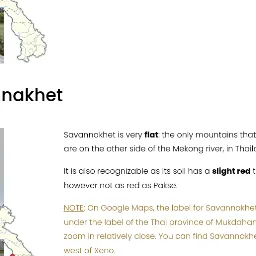 nakhet
Savannakhet is very flat: the only mountains that
are on the other side of the Mekong river, in
It is also recognizable as its soil has a slight red
however not as red as Pakse.
NOTE: On Google Maps, the label for Savannakhet
under the label of the Thai province of
zoom in relatively close. You can find
west of Xeno.